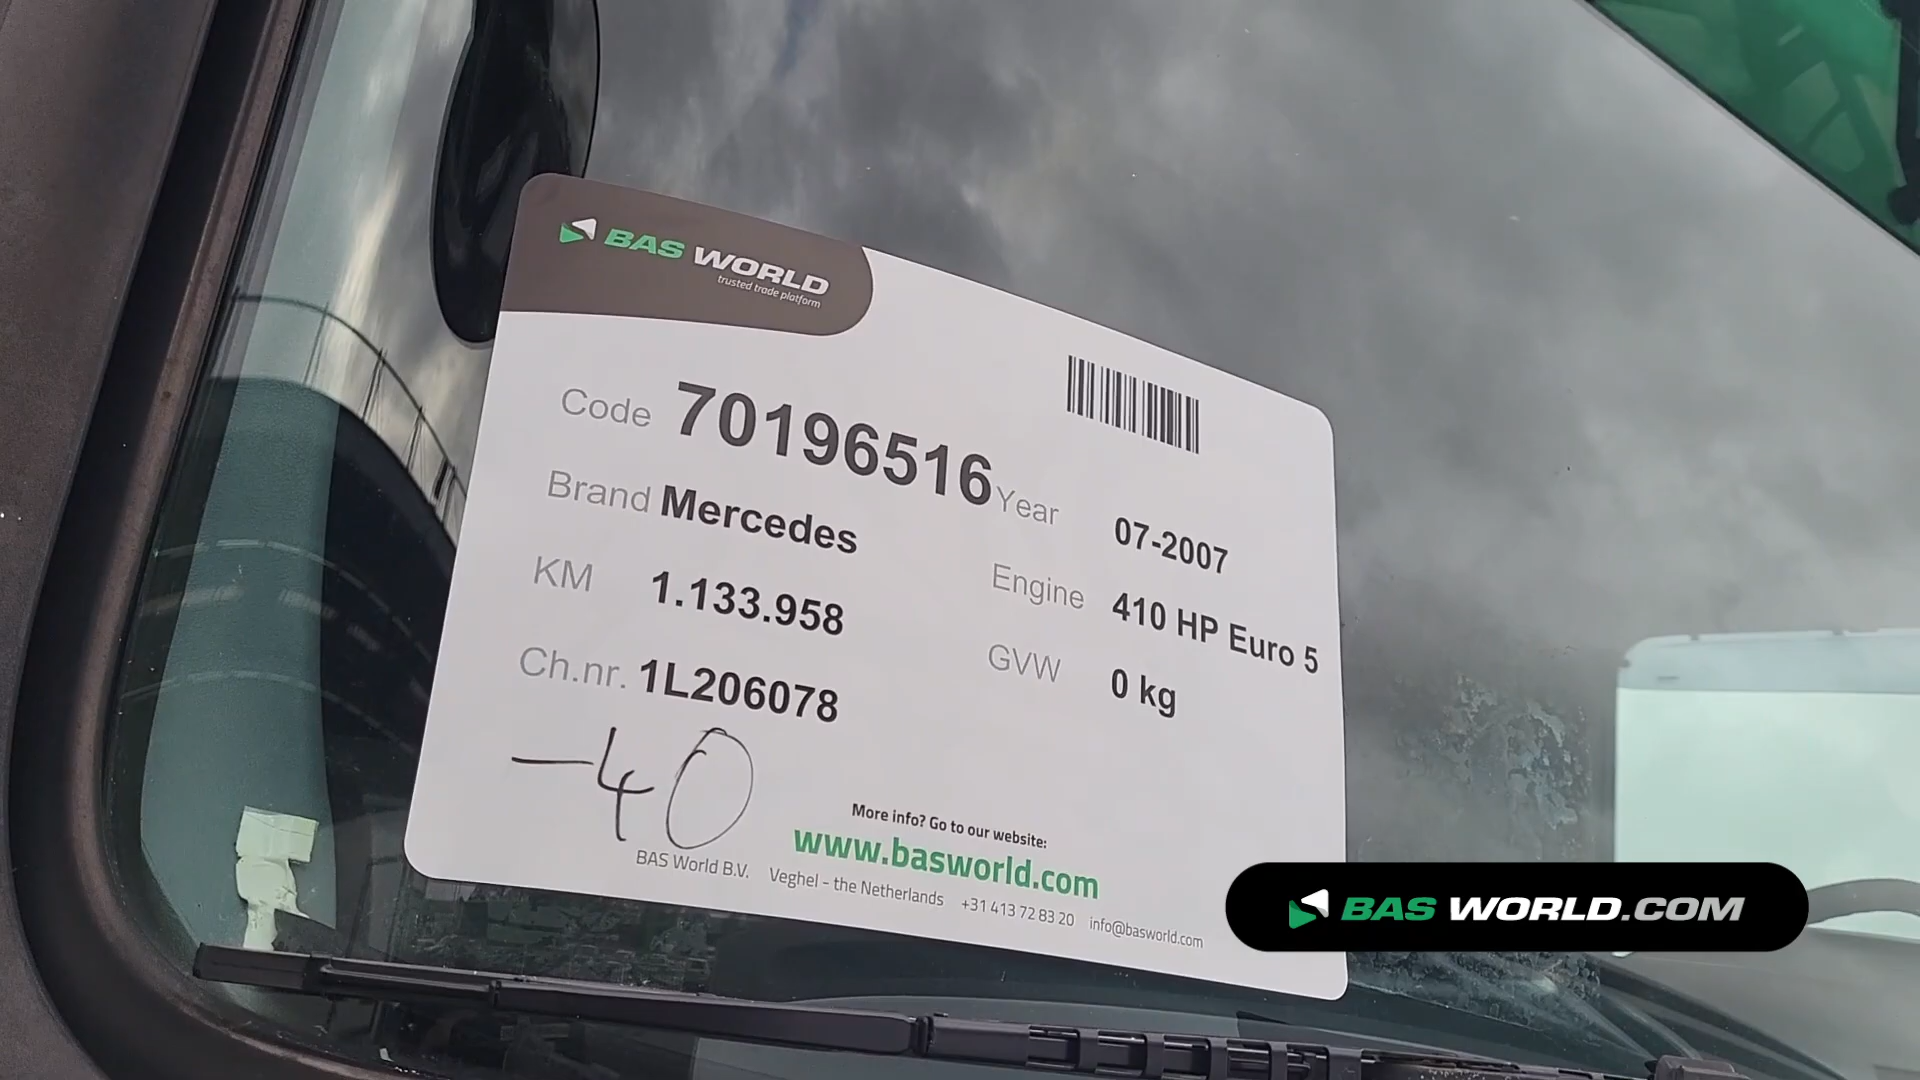 BAS WORLD
trusted trade platform
Code 70196516
Year 07-2007
Brand Mercedes
Engine 410 HP Euro 5
KM 1.133.958
GVW 0 kg
Ch.nr. 1L206078
-40
More info? Go to our website:
www.basworld.com
BAS World B.V. Veghel - the Netherlands +31 413 72 83 20 info@basworld.com
BAS WORLD.COM